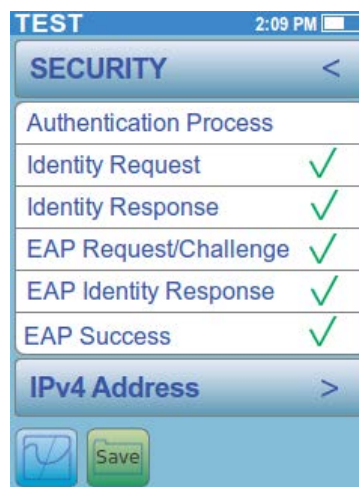 TEST 2:09 PM
SECURITY <
Authentication Process
Identity Request ✓
Identity Response ✓
EAP Request/Challenge ✓
EAP Identity Response ✓
EAP Success ✓
IPv4 Address >
Save